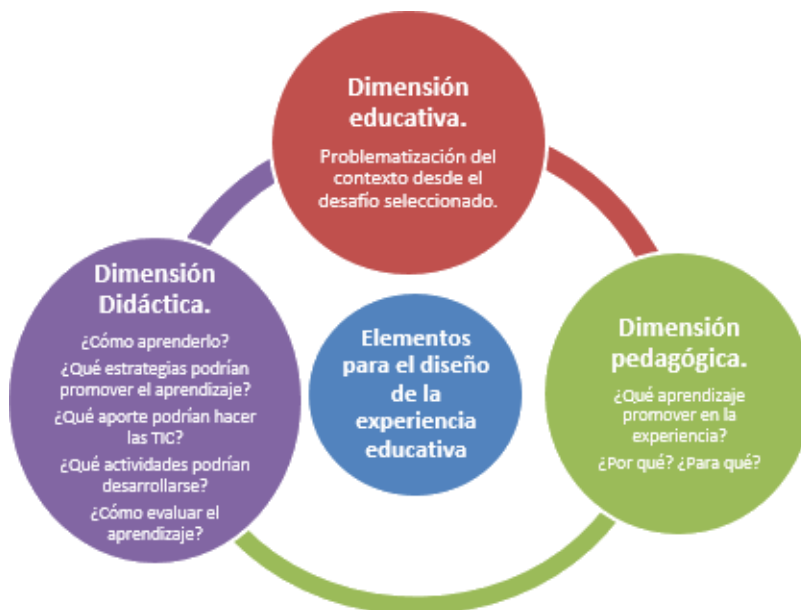 Dimensión
educativa.
Problematización del
contexto desde el
desafío seleccionado.
Dimensión
Didáctica.
¿Cómo aprenderlo?
¿Qué estrategias podrían
promover el aprendizaje?
¿Qué aporte podrían hacer
las TIC?
¿Qué actividades podrían
desarrollarse?
¿Cómo evaluar el
aprendizaje?
Elementos
para el diseño
de la
experiencia
educativa
Dimensión
pedagógica.
¿Qué aprendizaje
promover en la
experiencia?
¿Por qué? ¿Para qué?